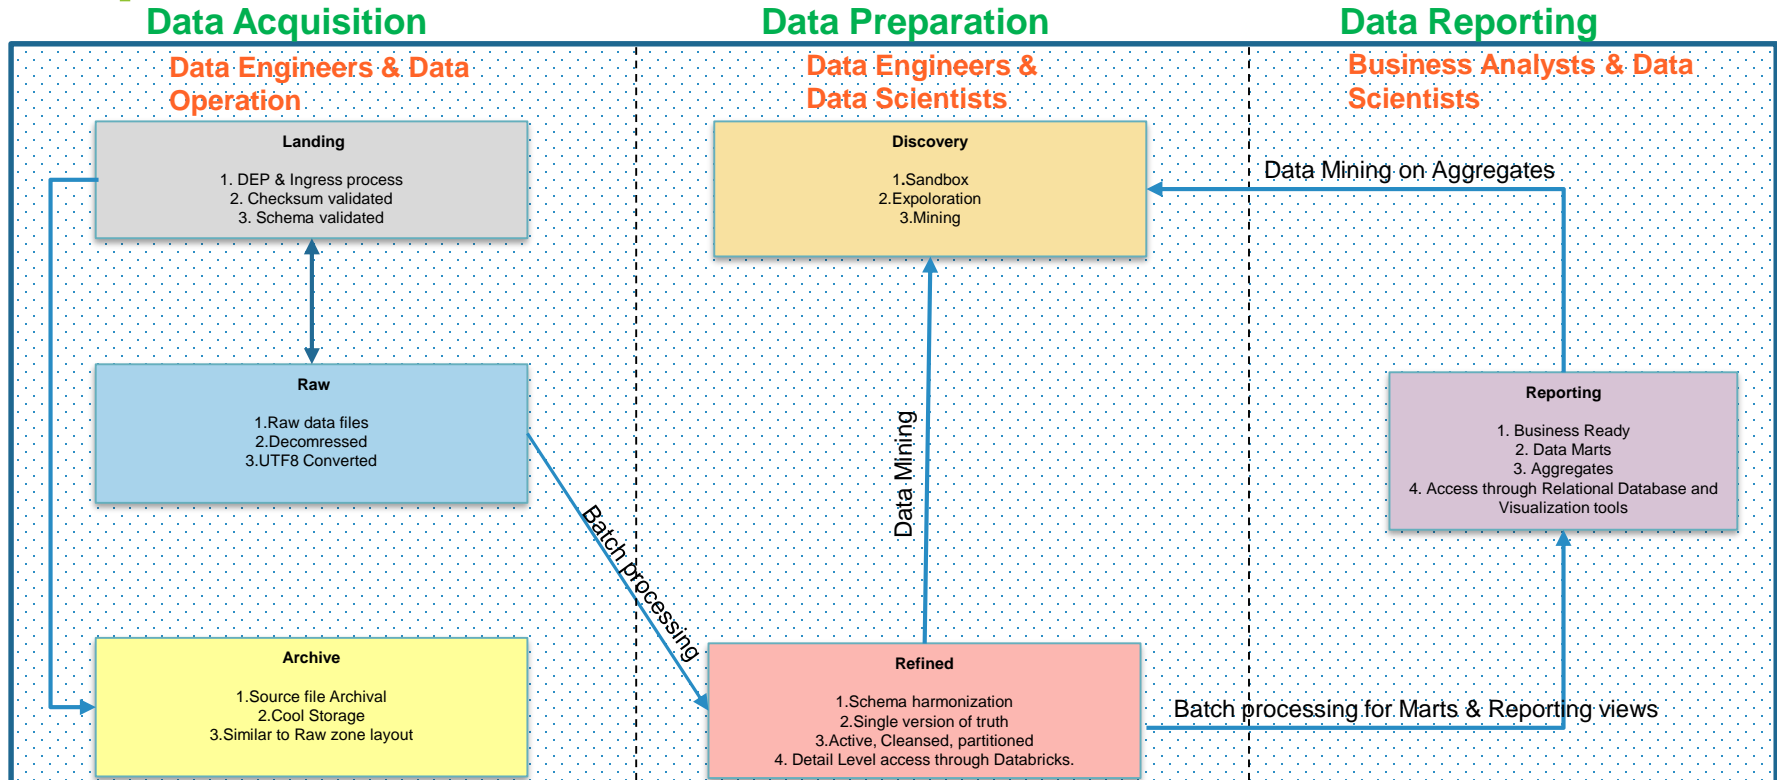 Data Acquisition
Data Preparation
Data Reporting
Data Engineers & Data
Operation
Data Engineers &
Data Scientists
Business Analysts & Data
Scientists
Landing
1. DEP & Ingress process
2. Checksum validated
3. Schema validated
Discovery
1.Sandbox
2.Expoloration
3.Mining
Data Mining on Aggregates
Raw
1.Raw data files
2.Decomressed
3.UTF8 Converted
Data Mining
Reporting
1. Business Ready
2. Data Marts
3. Aggregates
4. Access through Relational Database and
Visualization tools
Batch processing
Archive
1.Source file Archival
2.Cool Storage
3.Similar to Raw zone layout
Refined
1.Schema harmonization
2.Single version of truth
3.Active, Cleansed, partitioned
4. Detail Level access through Databricks.
Batch processing for Marts & Reporting views